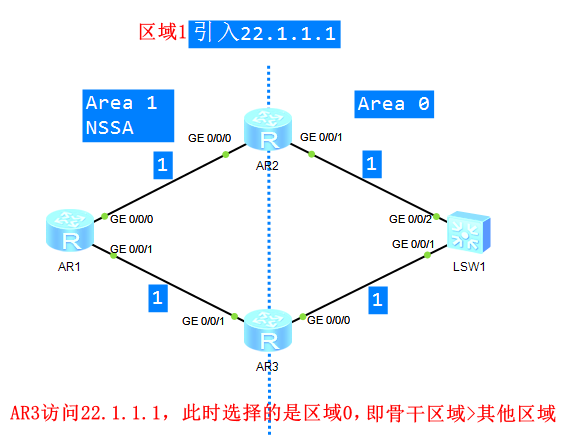 区域1引入22.1.1.1
Area 1
NSSA
Area 0
GE 0/0/0
GE 0/0/1
AR2
1
1
GE 0/0/0
GE 0/0/2
AR1
GE 0/0/1
GE 0/0/1
LSW1
1
1
GE 0/0/1
GE 0/0/0
AR3
AR3访问22.1.1.1，此时选择的是区域0，即骨干区域>其他区域